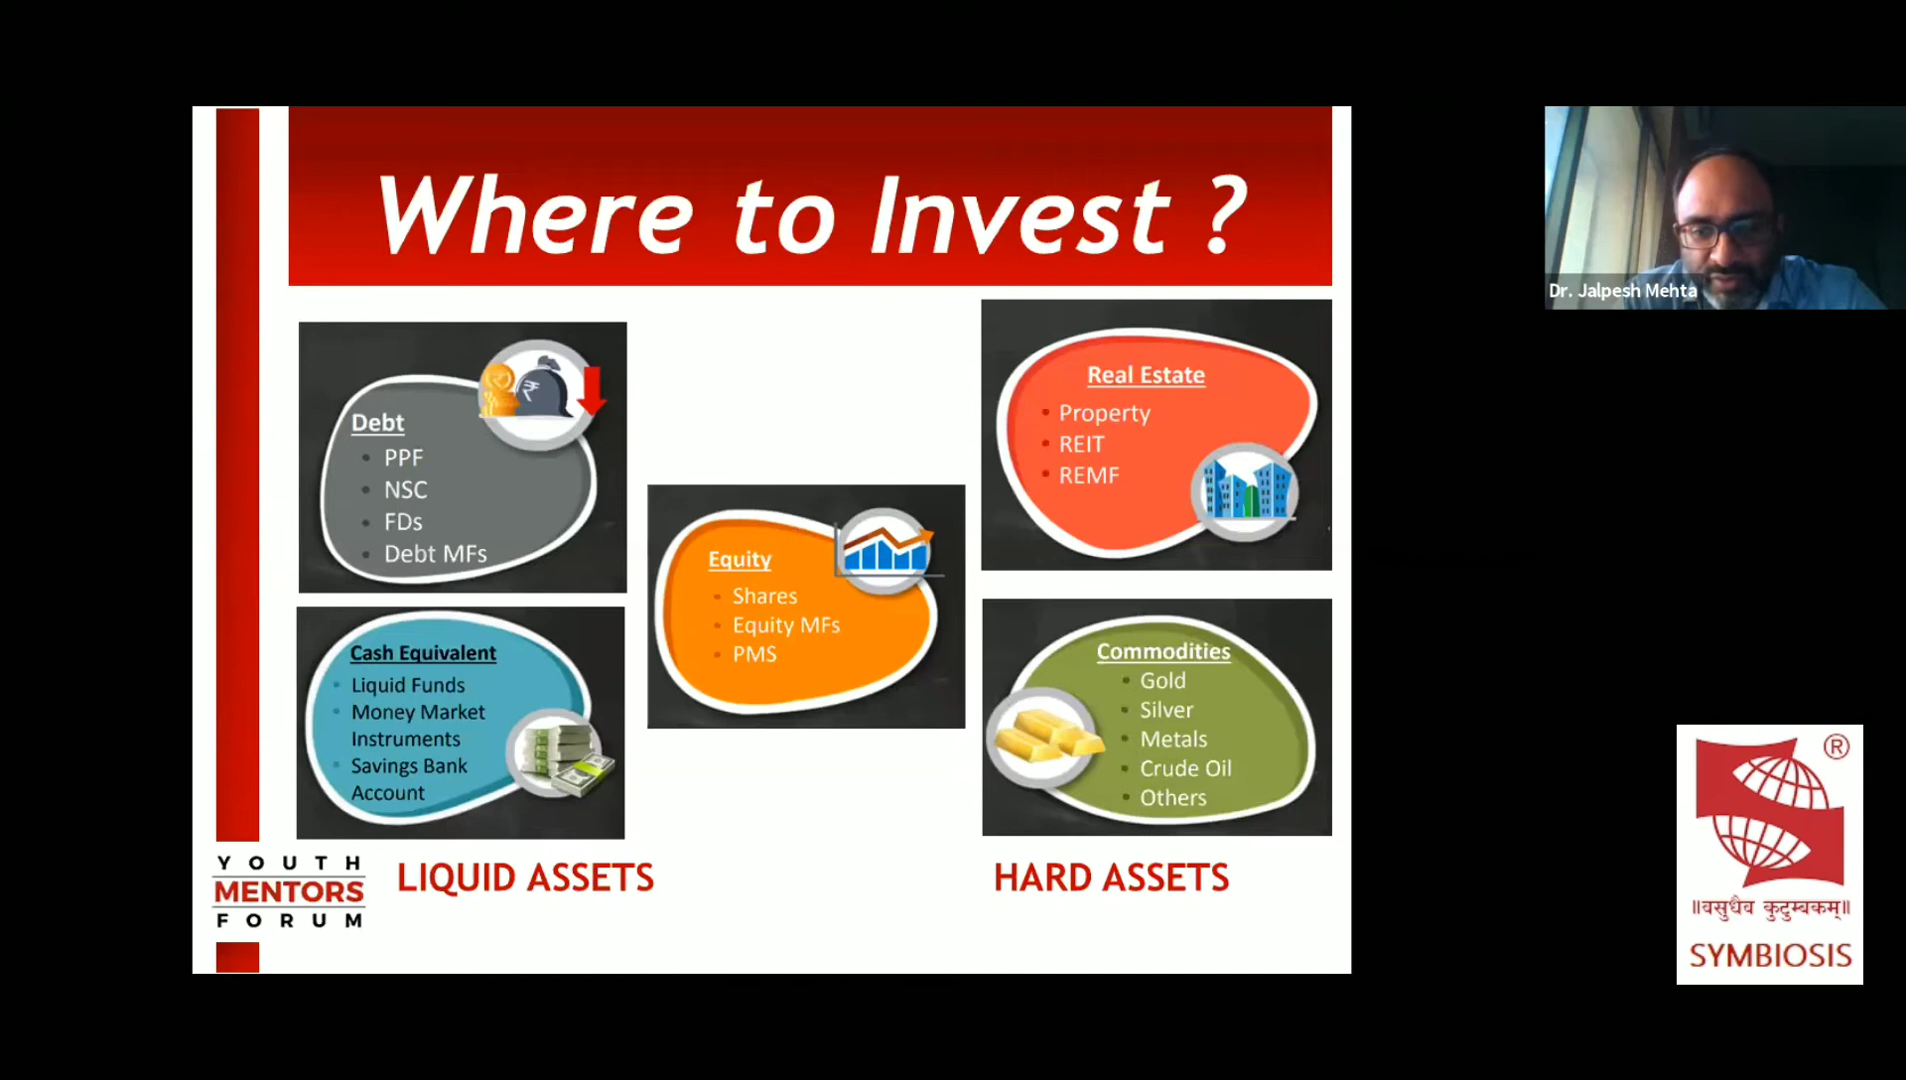 Where to Invest ?
Dr. Jalpesh Mehta
Debt
PPF
NSC
FDs
Debt MFs
Cash Equivalent
Liquid Funds
Money Market
Instruments
Savings Bank
Account
Equity
Shares
Equity MFs
PMS
Real Estate
Property
REIT
REMF
Commodities
Gold
Silver
Metals
Crude Oil
Others
LIQUID ASSETS
HARD ASSETS
YOUTH
MENTORS
FORUM
®
॥वसुधैव कुटुम्बकम्॥
SYMBIOSIS